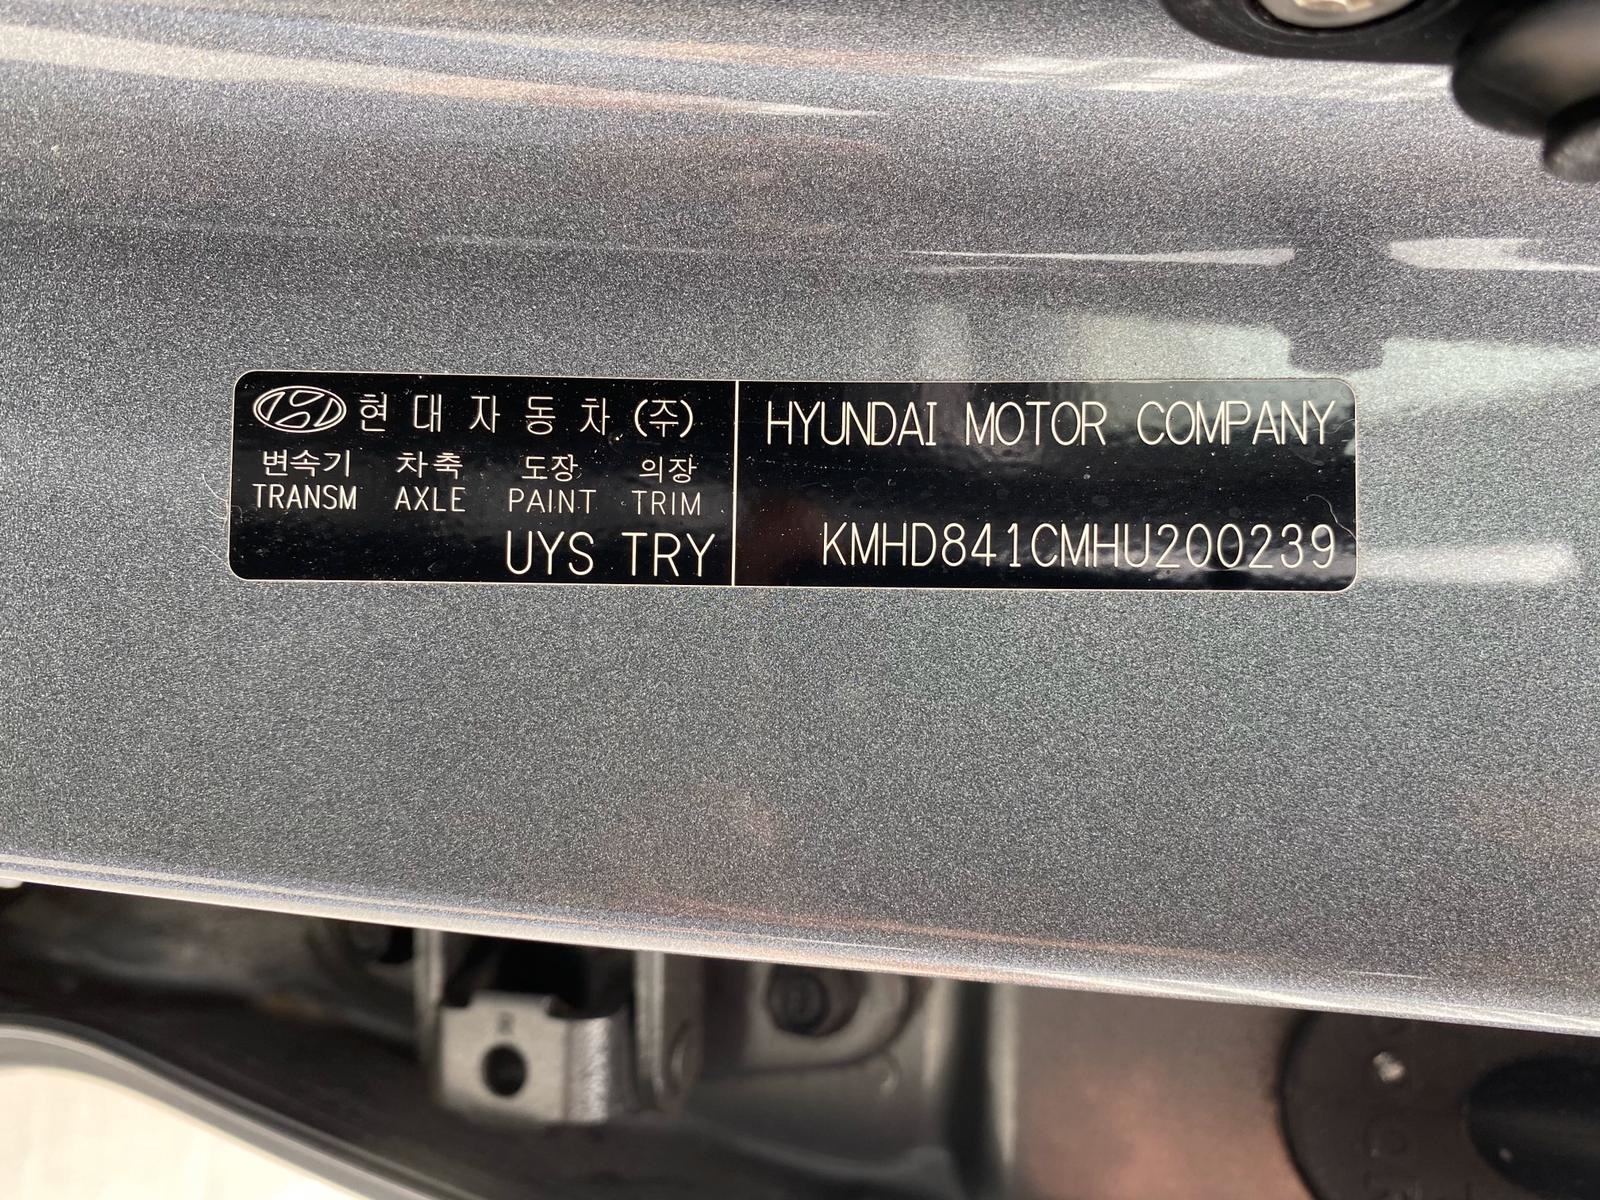 현대자동차(주)
변속기 차축 도장 의장
TRANSM AXLE PAINT TRIM
UYS TRY
HYUNDAI MOTOR COMPANY
KMHD841CMHU200239